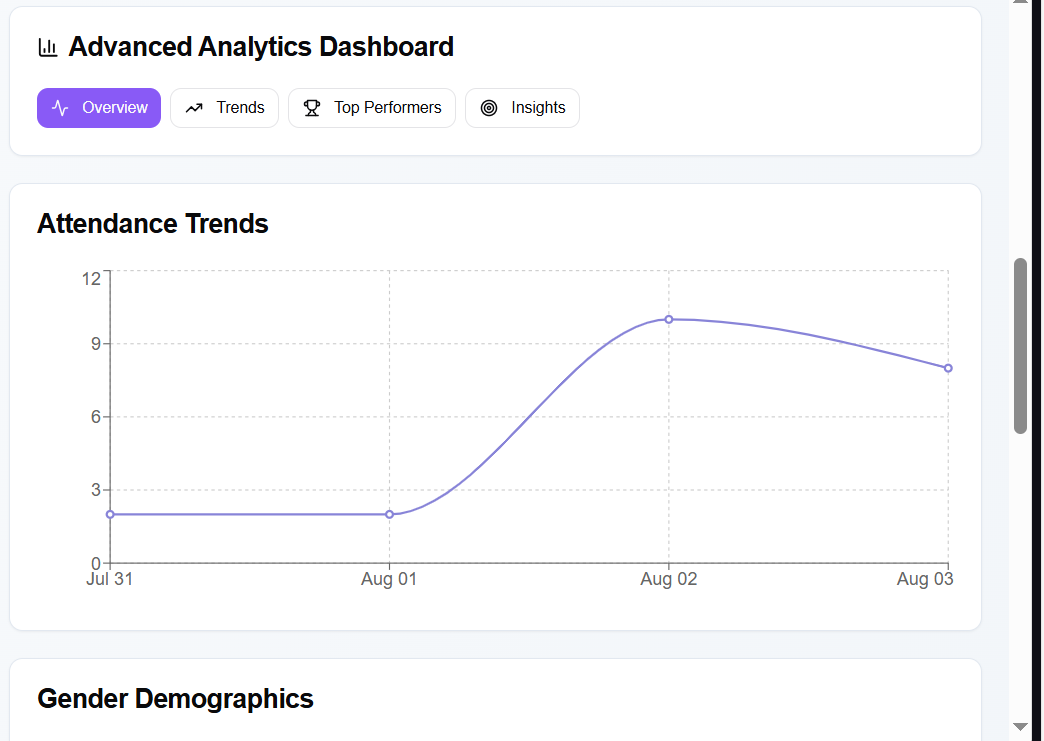 Advanced Analytics Dashboard
Overview Trends Top Performers Insights
Attendance Trends
12
9
6
3
0
Jul 31 Aug 01 Aug 02 Aug 03
Gender Demographics